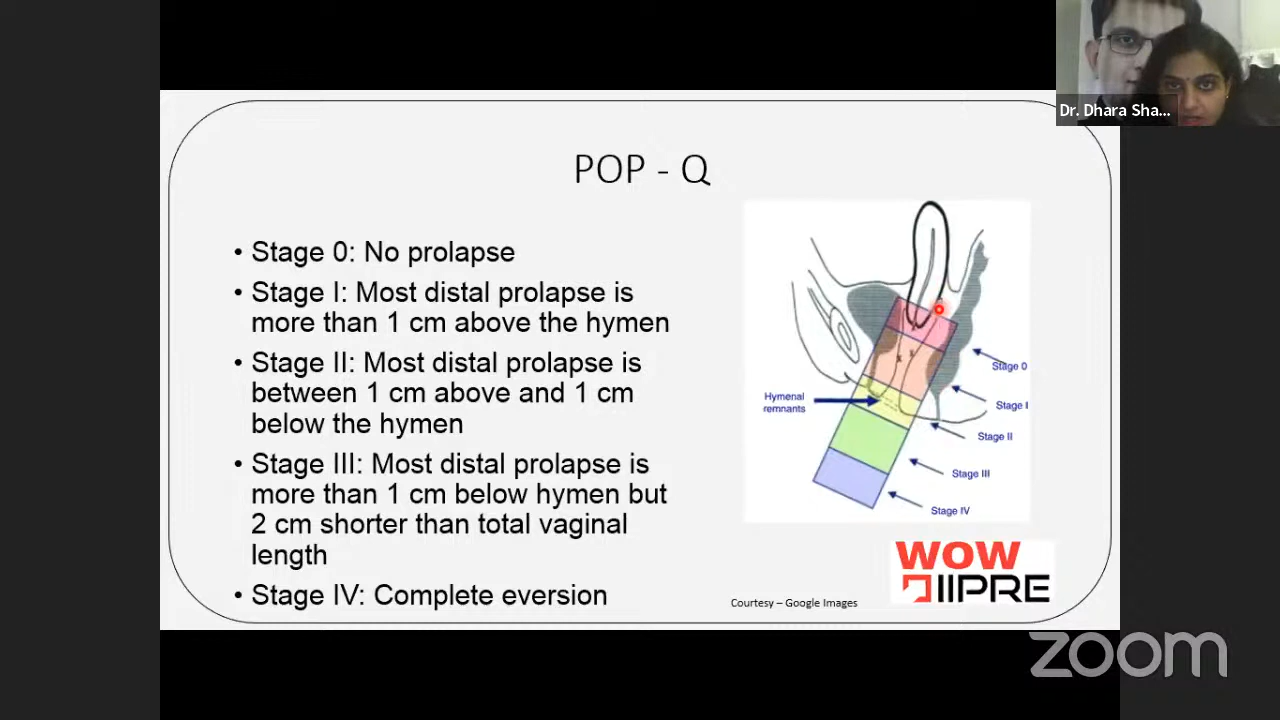 Dr. Dhara Sha...
POP - Q
• Stage 0: No prolapse
• Stage I: Most distal prolapse is
more than 1 cm above the hymen
• Stage II: Most distal prolapse is
between 1 cm above and 1 cm
below the hymen
• Stage III: Most distal prolapse is
more than 1 cm below hymen but
2 cm shorter than total vaginal
length
• Stage IV: Complete eversion
Hymenal
remnants
Stage 0
Stage I
Stage II
Stage III
Stage IV
WOW
IIPRE
Courtesy – Google Images
zoom